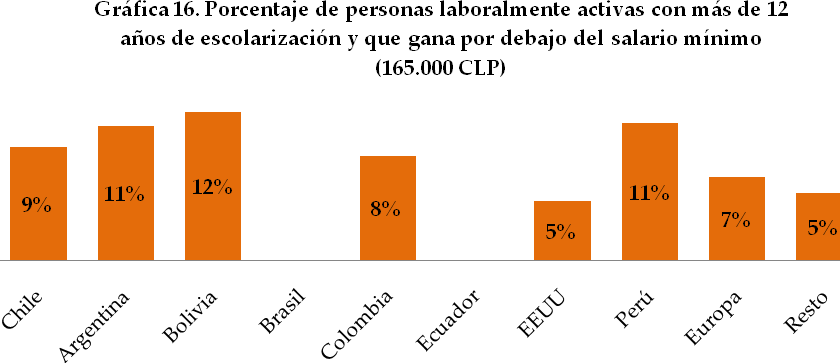 Gráfica 16. Porcentaje de personas laboralmente activas con más de 12
años de escolarización y que gana por debajo del salario mínimo
(165.000 CLP)
9%
11%
12%
8%
5%
11%
7%
5%
Chile
Argentina
Bolivia
Brasil
Colombia
Ecuador
EEUU
Perú
Europa
Resto